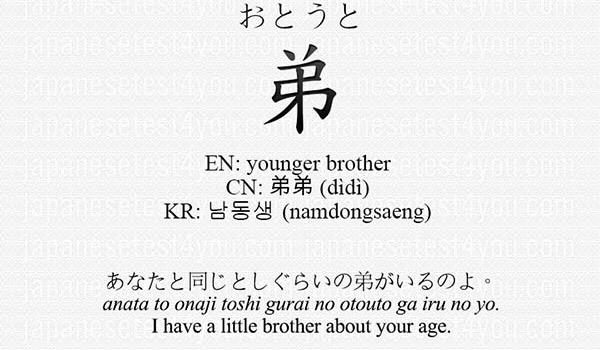 おとうと
弟
EN: younger brother
CN: 弟弟 (dìdì)
KR: 남동생 (namdongsaeng)
あなたと同じとしぐらいの弟がいるのよ。
anata to onaji toshi gurai no otouto ga iru no yo.
I have a little brother about your age.
japanesetest4you.com